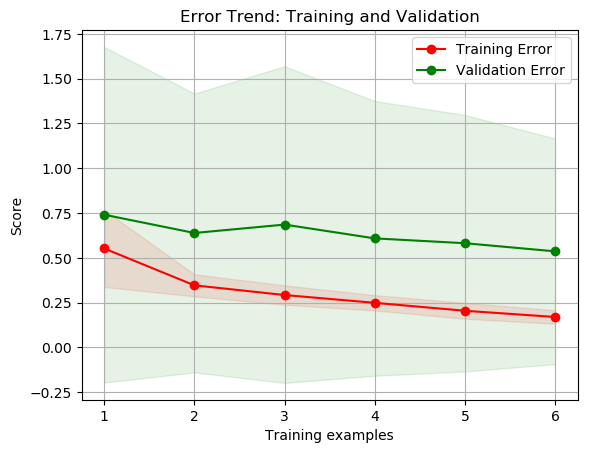 Error Trend: Training and Validation
1.75
1.50
1.25
1.00
0.75
0.50
0.25
0.00
−0.25
Score
Training Error
Validation Error
1 2 3 4 5 6
Training examples